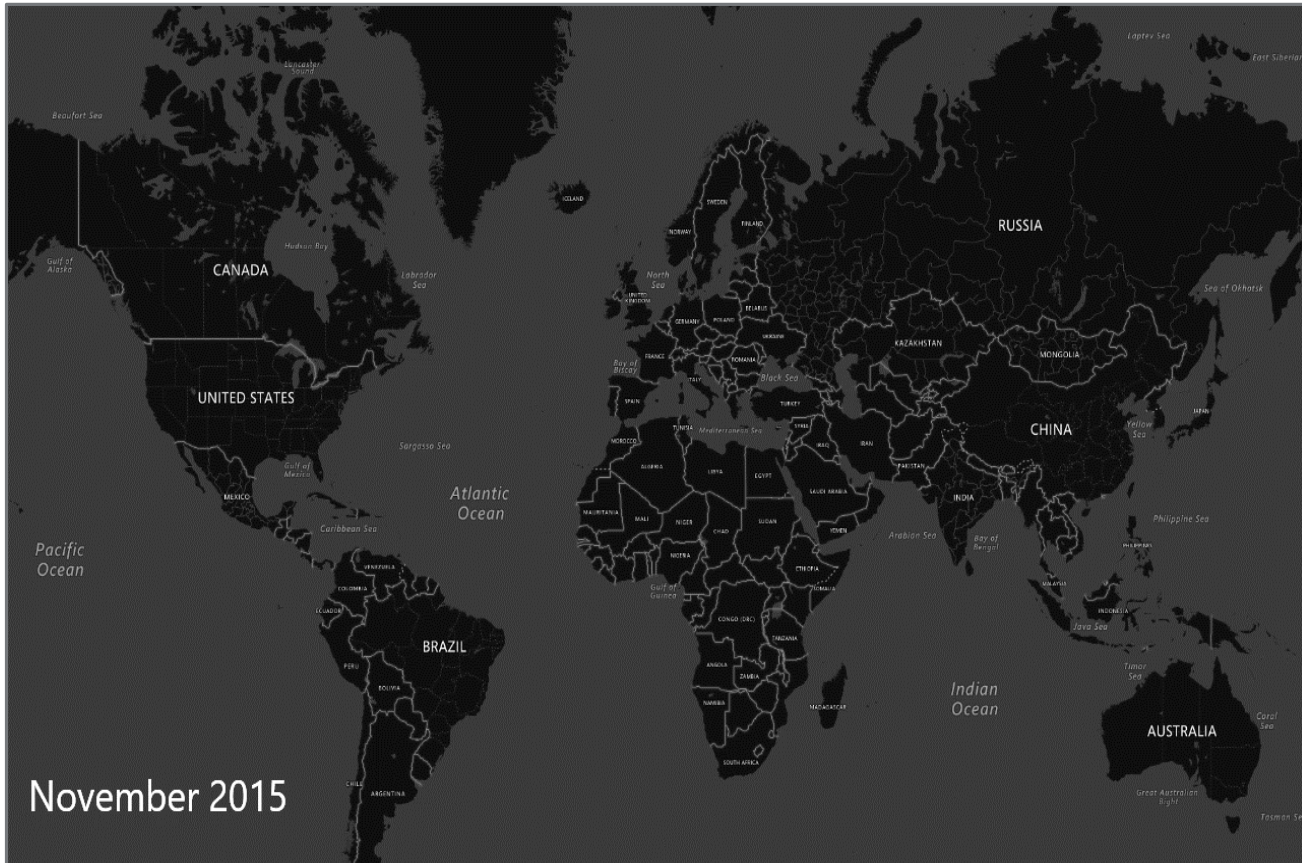 Laptev Sea
East Siberian
Lancaster
Sound
Beaufort Sea
ICELAND
SWEDEN
FINLAND
NORWAY
RUSSIA
Hudson Bay
Gulf of
Alaska
CANADA
Labrador
Sea
North
Sea
Sea of Okhotsk
UNITED
KINGDOM
BELARUS
GERMANY
POLAND
UKRAINE
KAZAKHSTAN
MONGOLIA
FRANCE
ROMANIA
Bay of
Biscay
ITALY
Black Sea
UNITED STATES
SPAIN
TURKEY
CHINA
Yellow
Sea
JAPAN
Sargasso Sea
TUNISIA
Mediterranean Sea
SYRIA
MOROCCO
IRAQ
IRAN
Gulf of
Mexico
ALGERIA
LIBYA
EGYPT
PAKISTAN
MEXICO
SAUDI ARABIA
INDIA
Atlantic
Ocean
MAURITANIA
MALI
NIGER
CHAD
SUDAN
YEMEN
Caribbean Sea
Arabian Sea
Bay of
Bengal
Philippine Sea
PHILIPPINES
Pacific
Ocean
VENEZUELA
NIGERIA
ETHIOPIA
COLOMBIA
Gulf of
Guinea
SOMALIA
MALAYSIA
ECUADOR
CONGO (DRC)
INDONESIA
Java Sea
BRAZIL
TANZANIA
PERU
ANGOLA
Timor
Sea
BOLIVIA
ZAMBIA
Indian
Ocean
NAMIBIA
MADAGASCAR
AUSTRALIA
Coral
Sea
SOUTH AFRICA
CHILE
ARGENTINA
November 2015
Great Australian
Bight
Tasman Se